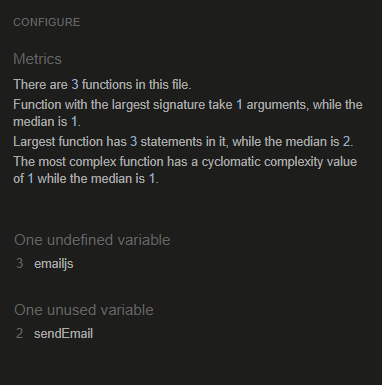 CONFIGURE
Metrics
There are 3 functions in this file.
Function with the largest signature take 1 arguments, while the
median is 1.
Largest function has 3 statements in it, while the median is 2.
The most complex function has a cyclomatic complexity value
of 1 while the median is 1.
One undefined variable
3 emailjs
One unused variable
2 sendEmail